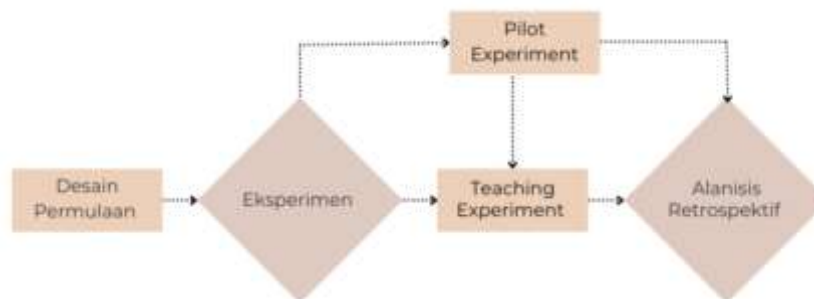 Pilot
Experiment
Desain
Permulaan
Eksperimen
Teaching
Experiment
Alanisis
Retrospektif